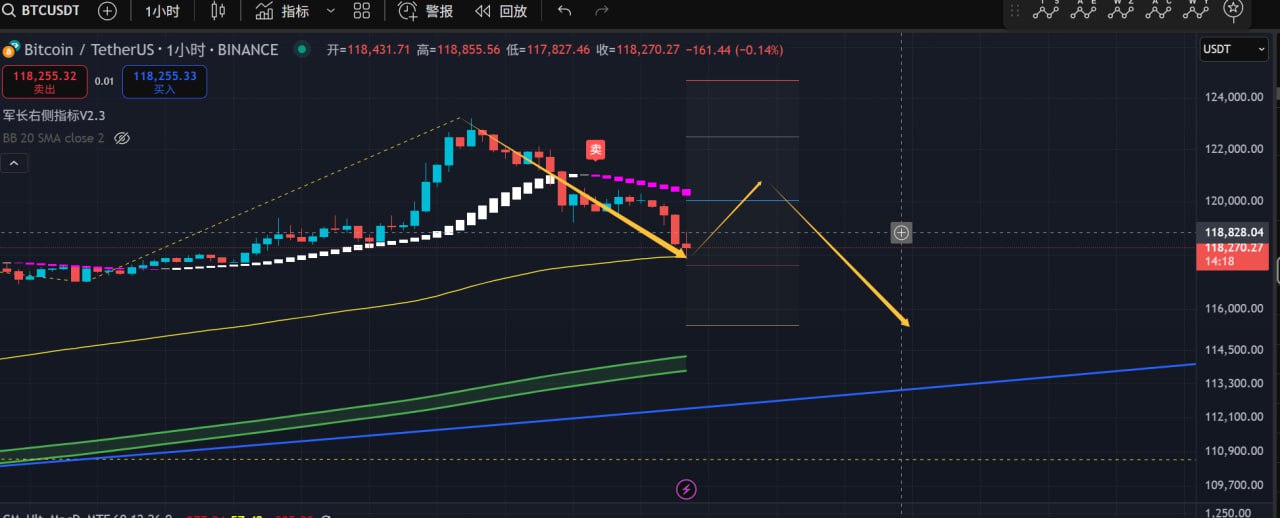 BTCUSDT 1小时 指标 警报 回放
Bitcoin / TetherUS · 1小时 · BINANCE 开=118,431.71 高=118,855.56 低=117,827.46 收=118,270.27 −161.44 (−0.14%)
USDT
118,255.32 0.01 118,255.33
卖出 买入
军长右侧指标V2.3
BB 20 SMA close 2
124,000.00
卖
122,000.00
120,000.00
118,828.04
118,270.27
14:18
116,000.00
114,500.00
113,300.00
112,100.00
110,900.00
109,700.00
1,250.00